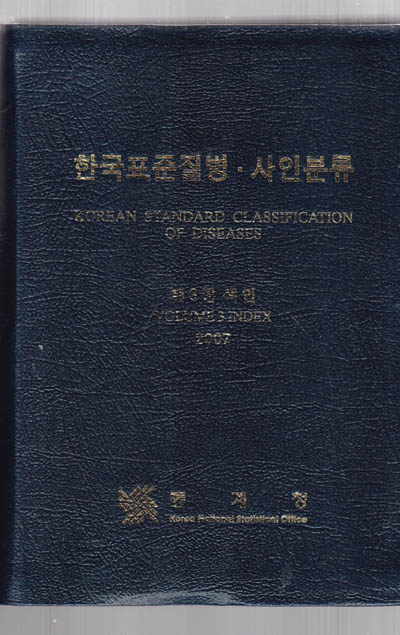 한국표준질병·사인분류
KOREAN STANDARD CLASSIFICATION
OF DISEASES
제3권 색인
VOLUME 3 INDEX
2007
통계청
Korea National Statistical Office